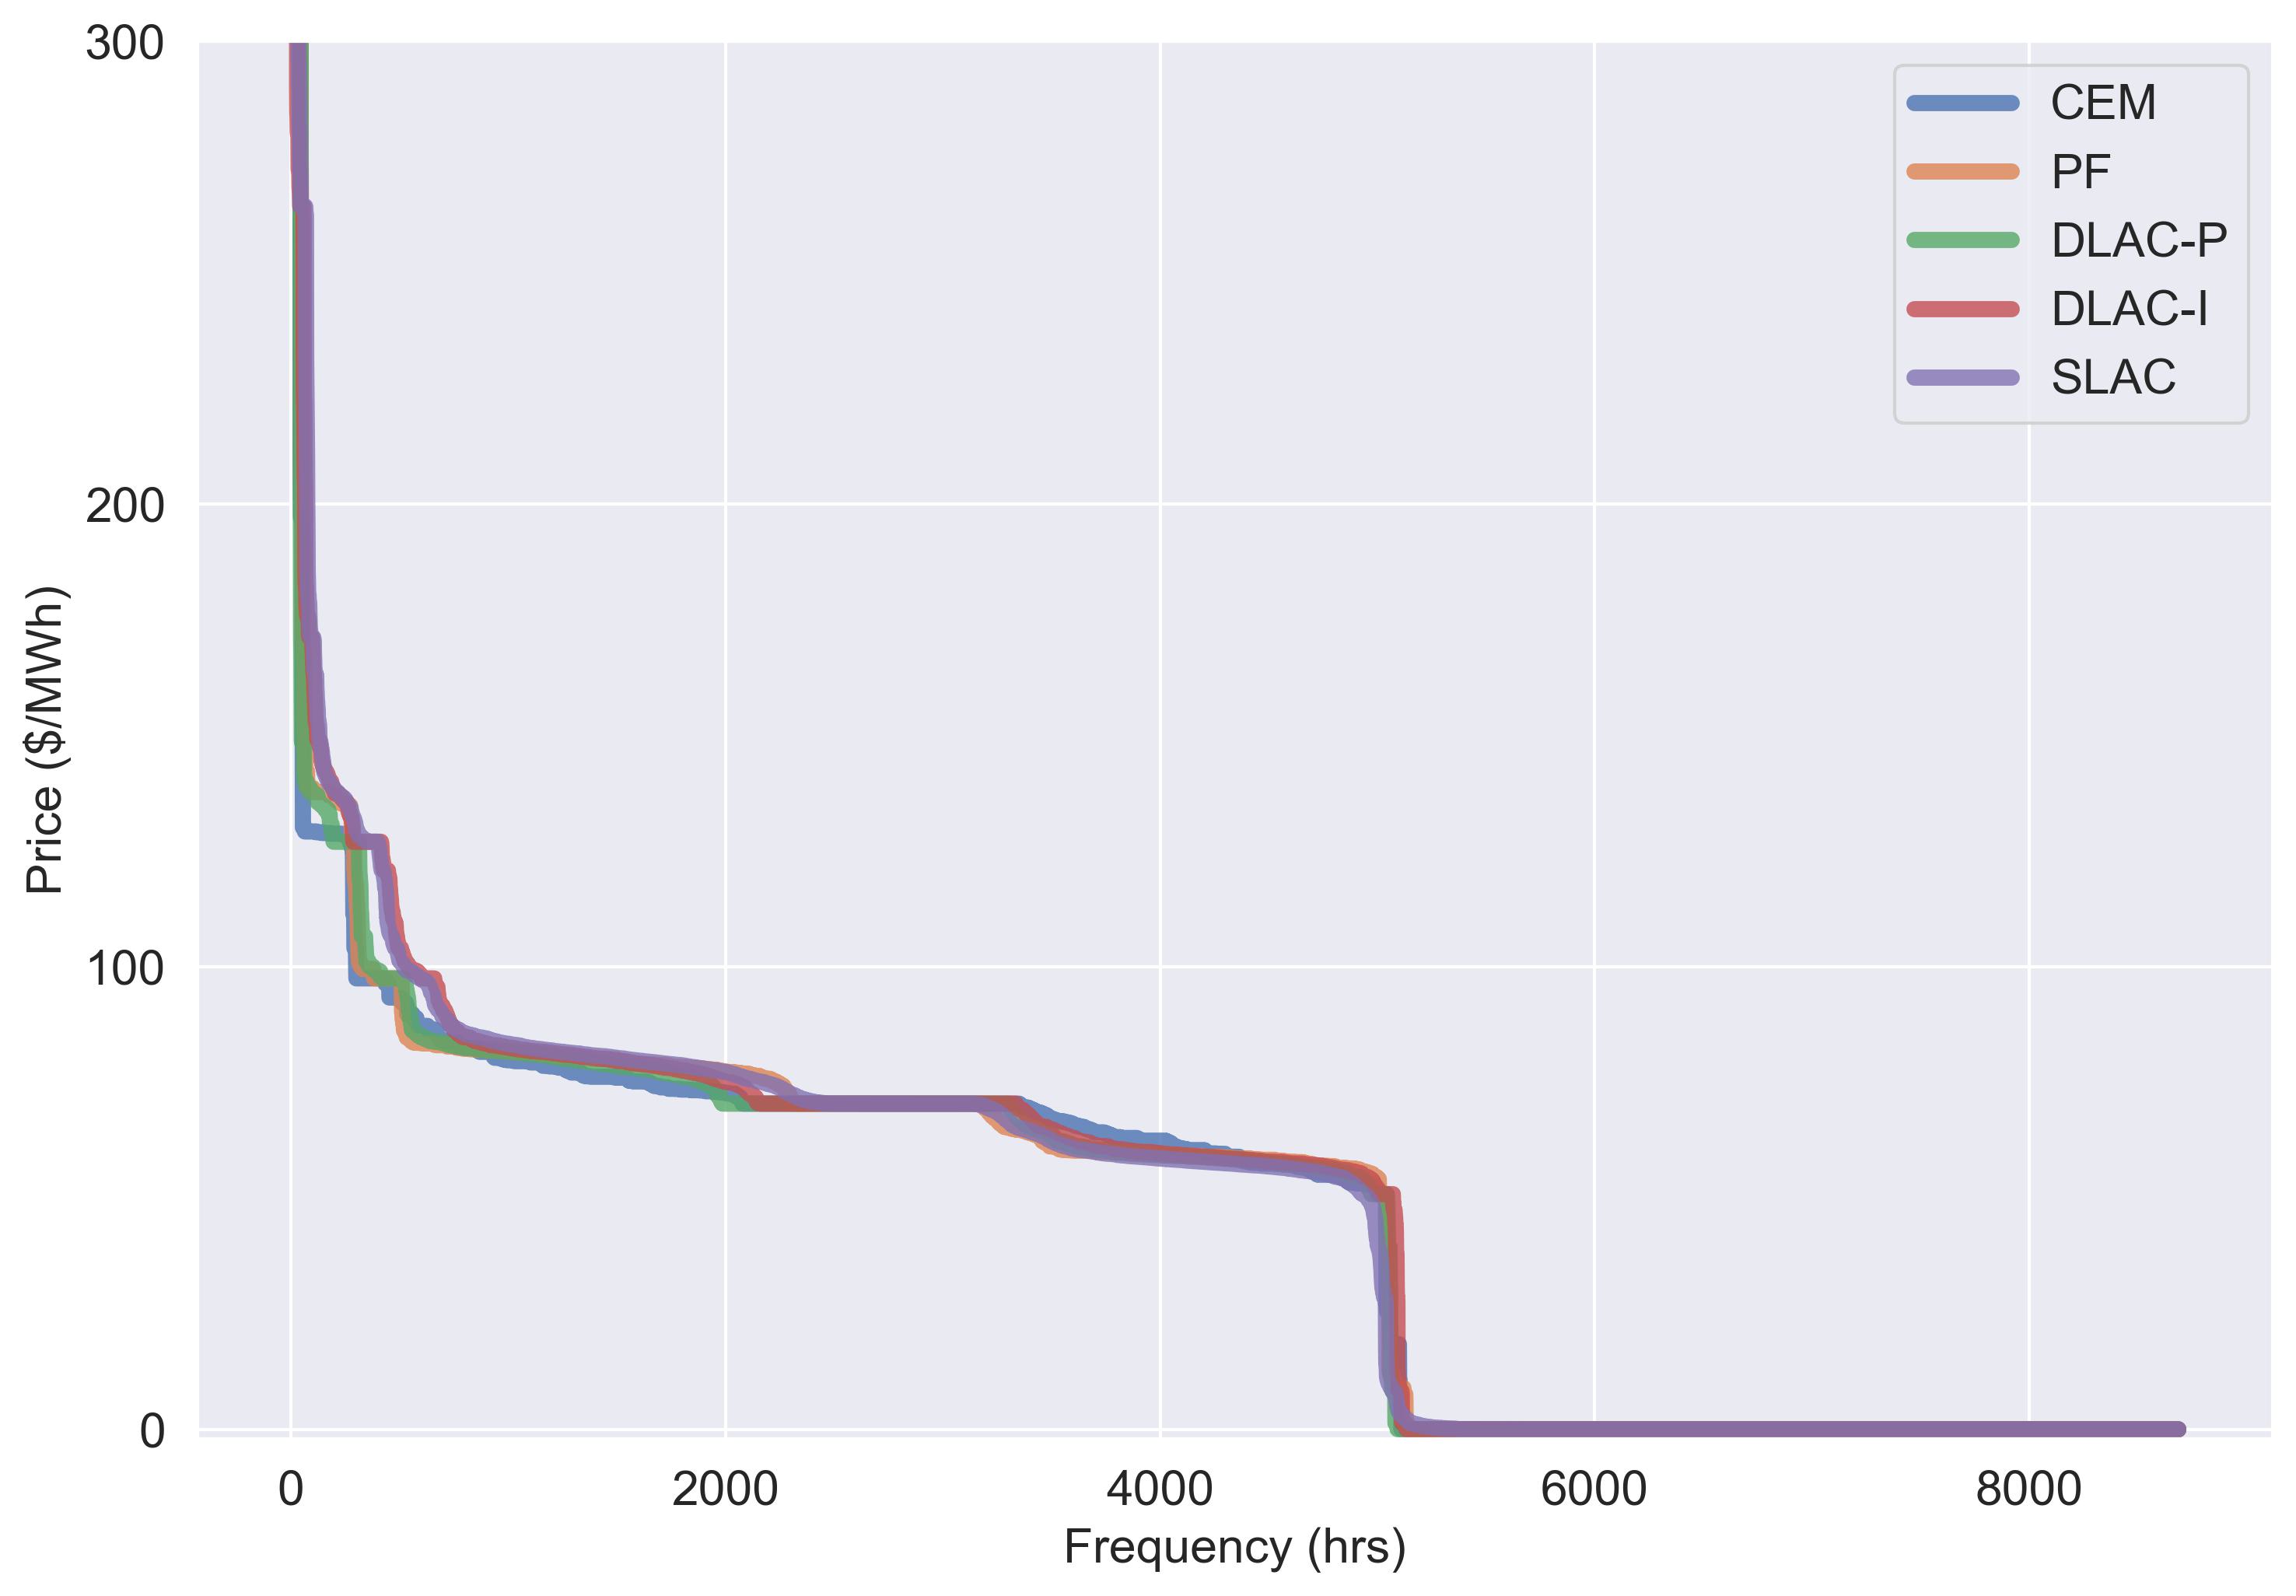 300
200
100
0
Price ($/MWh)
CEM
PF
DLAC-P
DLAC-I
SLAC
0 2000 4000 6000 8000
Frequency (hrs)